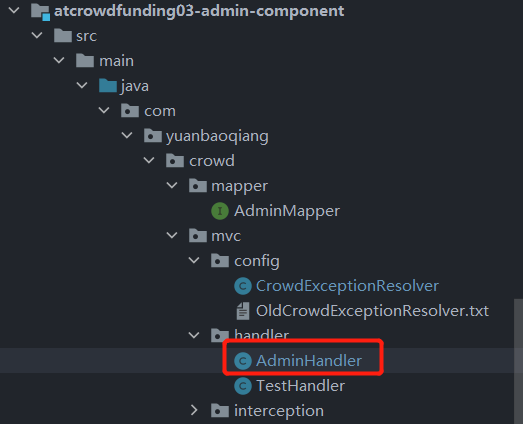 atcrowdfunding03-admin-component
src
main
java
com
yuanbaoqiang
crowd
mapper
I AdminMapper
mvc
config
C CrowdExceptionResolver
OldCrowdExceptionResolver.txt
handler
C AdminHandler
C TestHandler
interception